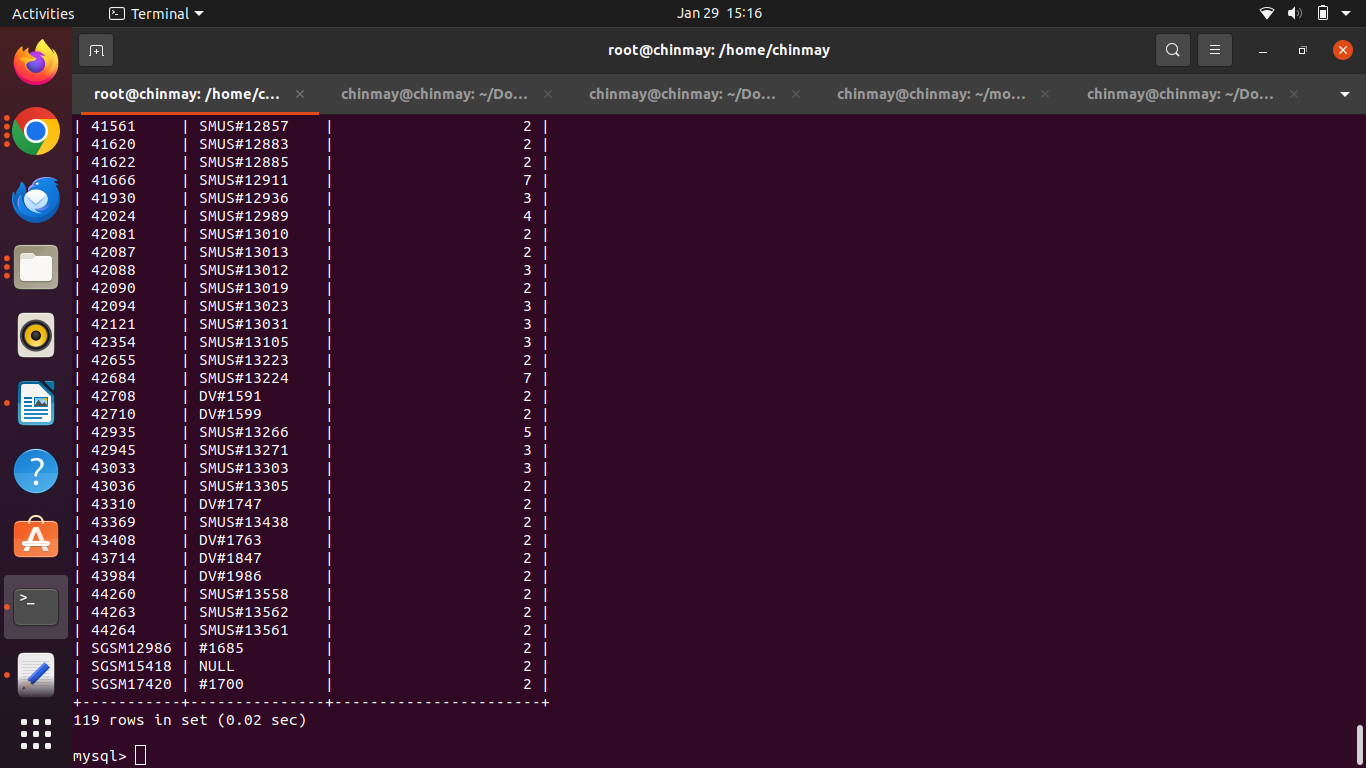 Activities
Terminal
Jan 29 15:16
root@chinmay: /home/chinmay
root@chinmay: /home/c...
chinmay@chinmay: ~/Do...
chinmay@chinmay: ~/Do...
chinmay@chinmay: ~/mo...
chinmay@chinmay: ~/Do...
| 41561     | SMUS#12857    |                     2 |
| 41620     | SMUS#12883    |                     2 |
| 41622     | SMUS#12885    |                     2 |
| 41666     | SMUS#12911    |                     7 |
| 41930     | SMUS#12936    |                     3 |
| 42024     | SMUS#12989    |                     4 |
| 42081     | SMUS#13010    |                     2 |
| 42087     | SMUS#13013    |                     2 |
| 42088     | SMUS#13012    |                     3 |
| 42090     | SMUS#13019    |                     2 |
| 42094     | SMUS#13023    |                     3 |
| 42121     | SMUS#13031    |                     3 |
| 42354     | SMUS#13105    |                     3 |
| 42655     | SMUS#13223    |                     2 |
| 42684     | SMUS#13224    |                     7 |
| 42708     | DV#1591       |                     2 |
| 42710     | DV#1599       |                     2 |
| 42935     | SMUS#13266    |                     5 |
| 42945     | SMUS#13271    |                     3 |
| 43033     | SMUS#13303    |                     3 |
| 43036     | SMUS#13305    |                     2 |
| 43310     | DV#1747       |                     2 |
| 43369     | SMUS#13438    |                     2 |
| 43408     | DV#1763       |                     2 |
| 43714     | DV#1847       |                     2 |
| 43984     | DV#1986       |                     2 |
| 44260     | SMUS#13558    |                     2 |
| 44263     | SMUS#13562    |                     2 |
| 44264     | SMUS#13561    |                     2 |
| SGSM12986 | #1685         |                     2 |
| SGSM15418 | NULL          |                     2 |
| SGSM17420 | #1700         |                     2 |
+-----------+---------------+-----------------------+
119 rows in set (0.02 sec)
mysql>